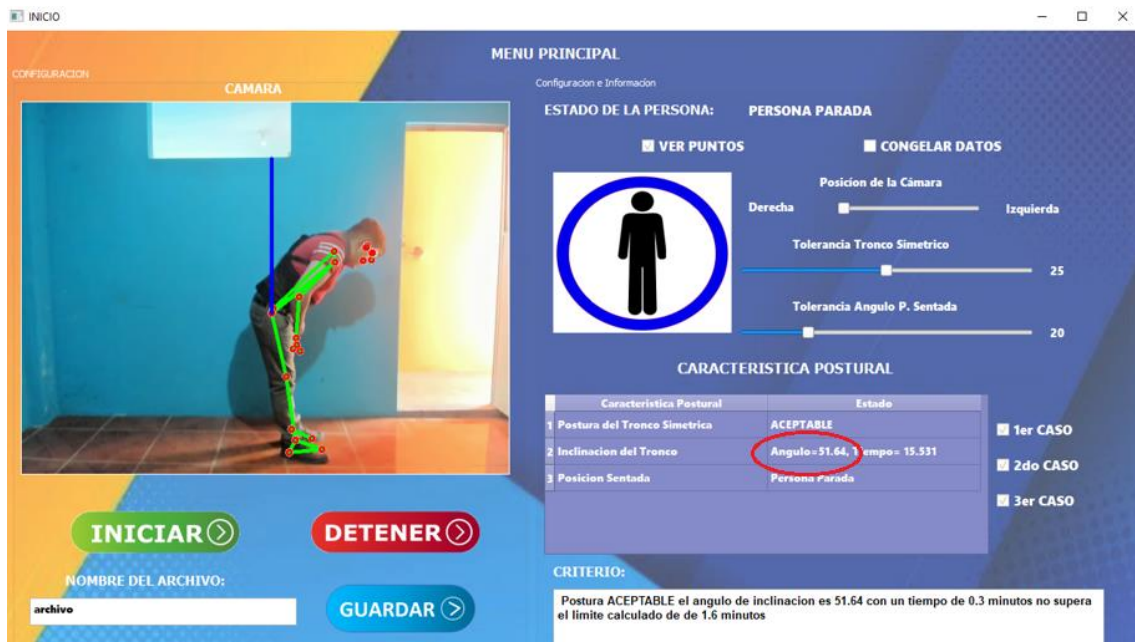 INICIO
MENU PRINCIPAL
CONFIGURACION
CAMARA
Configuracion e Informacion
ESTADO DE LA PERSONA: PERSONA PARADA
VER PUNTOS CONGELAR DATOS
Posicion de la Cámara
Derecha Izquierda
Tolerancia Tronco Simetrico
25
Tolerancia Angulo P. Sentada
20
CARACTERISTICA POSTURAL
Caracteristica Postural Estado
1 Postura del Tronco Simetrica ACEPTABLE
2 Inclinacion del Tronco Angulo=51.64, Tiempo= 15.531
3 Posicion Sentada Persona Parada
1er CASO
2do CASO
3er CASO
INICIAR DETENER
NOMBRE DEL ARCHIVO:
archivo
GUARDAR
CRITERIO:
Postura ACEPTABLE el angulo de inclinacion es 51.64 con un tiempo de 0.3 minutos no supera
el limite calculado de de 1.6 minutos